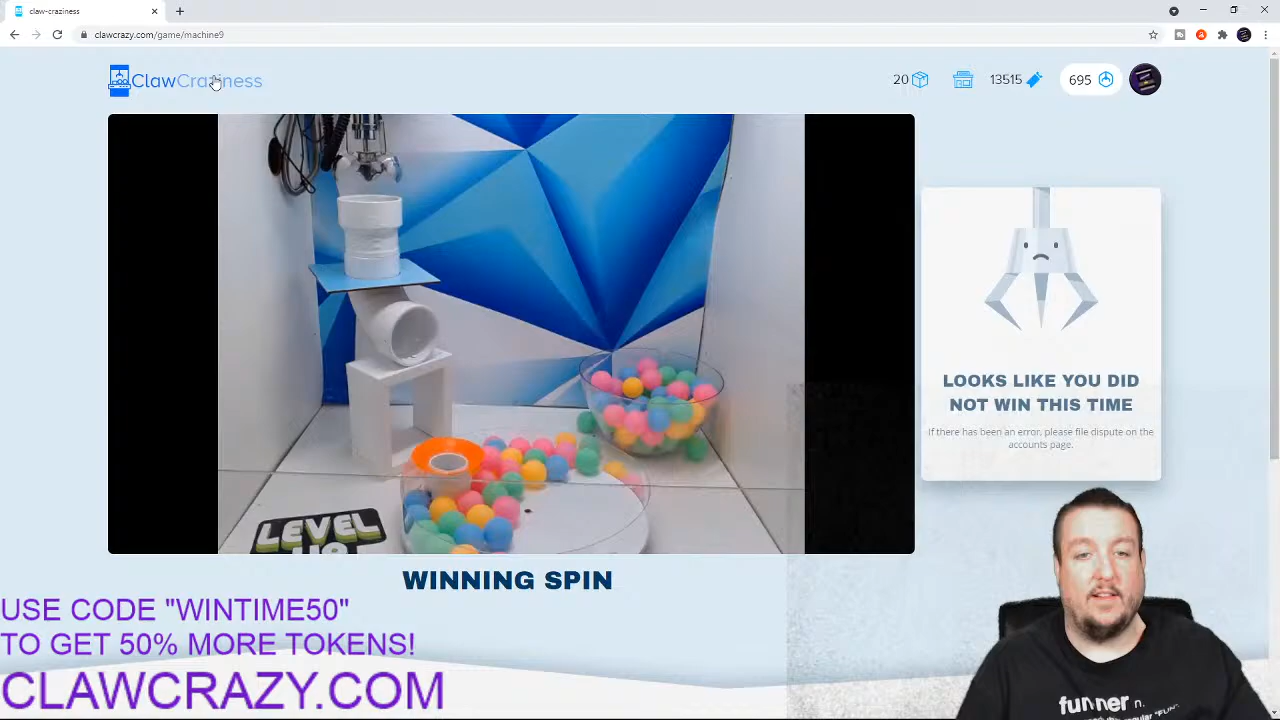 claw-craziness
clawcrazy.com/game/machine9
ClawCraziness
20
13515
695
LOOKS LIKE YOU DID
NOT WIN THIS TIME
If there has been an error, please file dispute on the
accounts page.
LEVEL
WINNING SPIN
USE CODE "WINTIME50"
TO GET 50% MORE TOKENS!
CLAWCRAZY.COM
funner n.